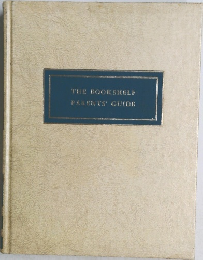 THE BOOKSHELF
PARENTS' GUIDE